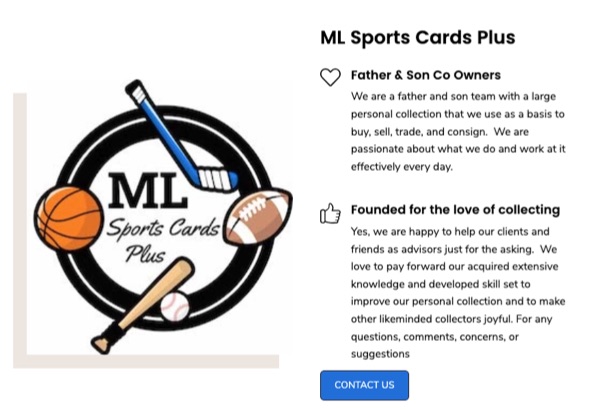 ML
Sports Cards
Plus
ML Sports Cards Plus
Father & Son Co Owners
We are a father and son team with a large
personal collection that we use as a basis to
buy, sell, trade, and consign.  We are
passionate about what we do and work at it
effectively every day.
Founded for the love of collecting
Yes, we are happy to help our clients and
friends as advisors just for the asking.  We
love to pay forward our acquired extensive
knowledge and developed skill set to
improve our personal collection and to make
other likeminded collectors joyful. For any
questions, comments, concerns, or
suggestions
CONTACT US